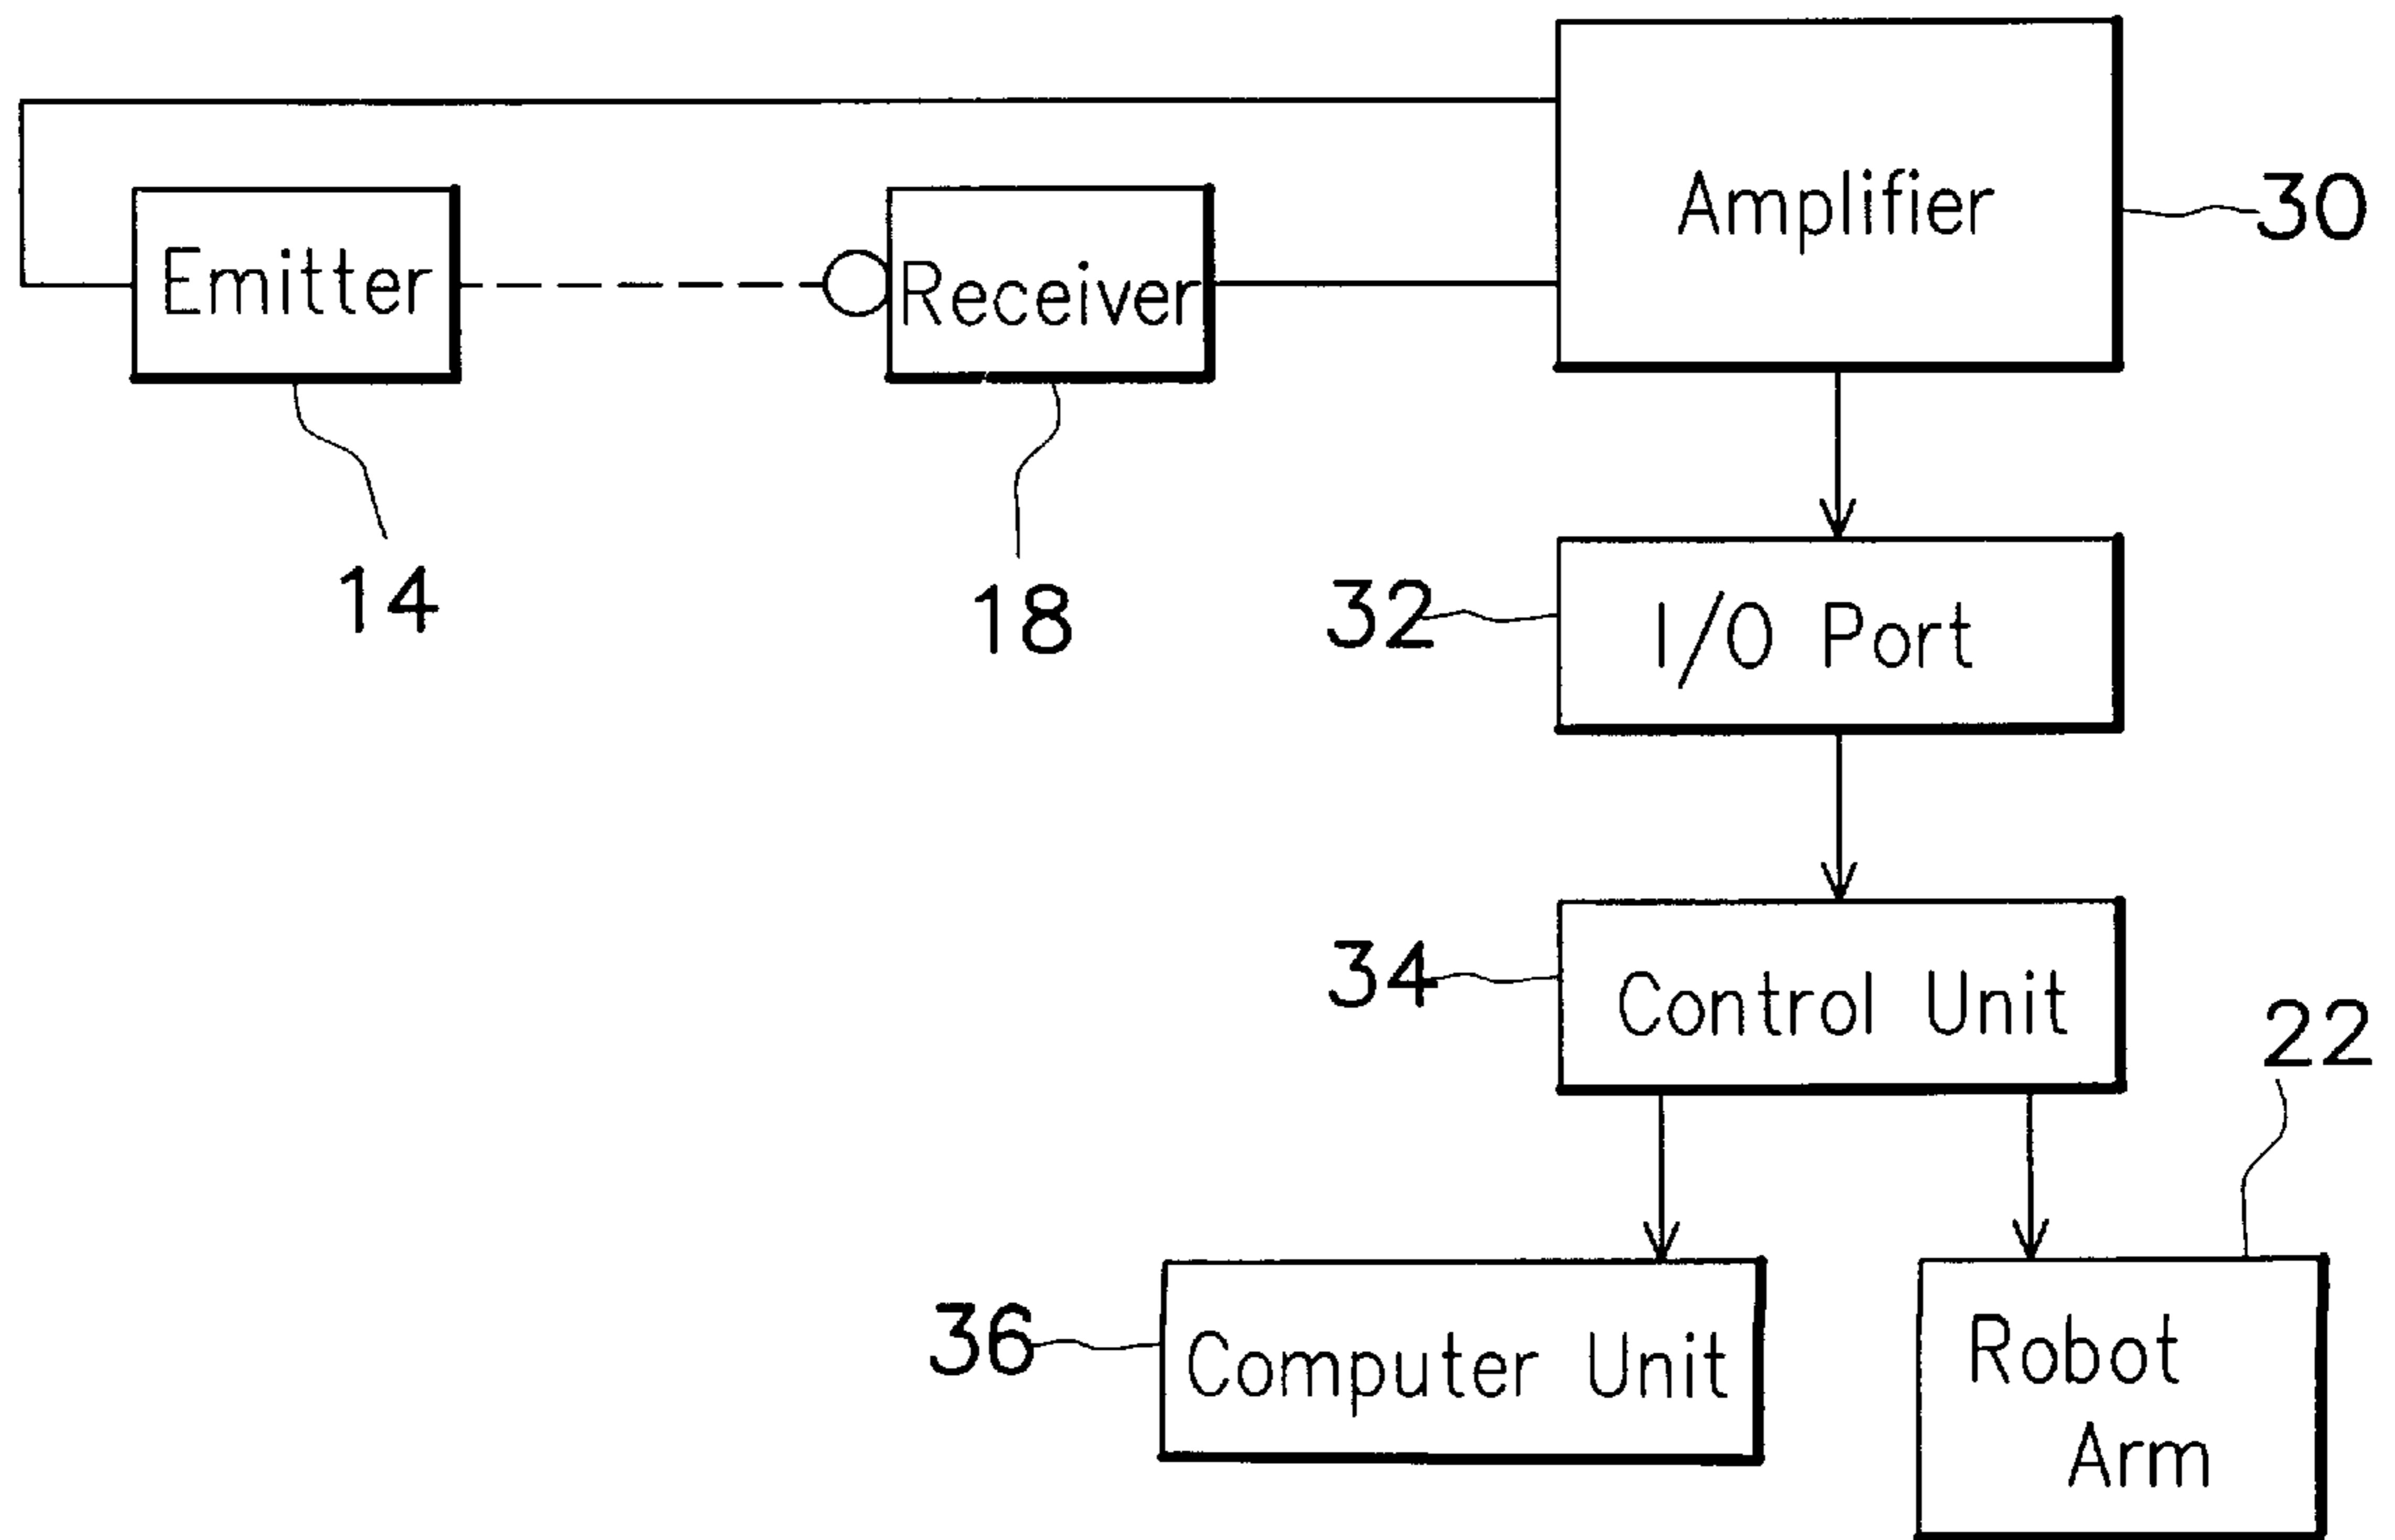 Amplifier
30
Emitter
Receiver
14
18
32
I/O Port
34
Control Unit
22
36
Computer Unit
Robot
Arm